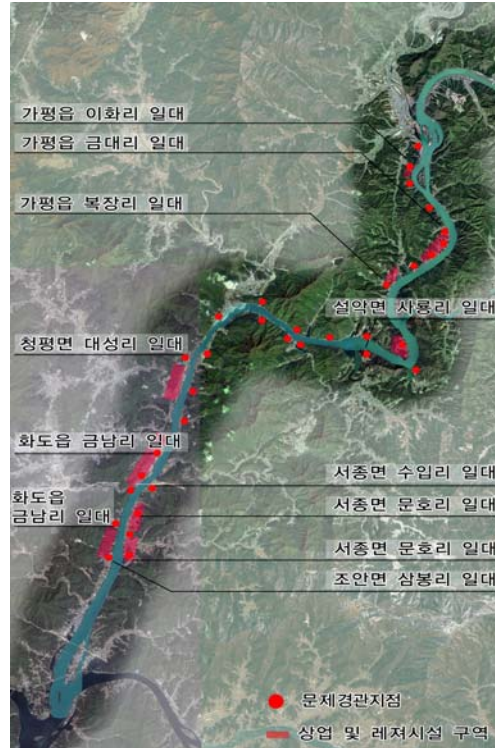 가평읍 이화리 일대
가평읍 금대리 일대
가평읍 복장리 일대
설악면 사룡리 일대
청평면 대성리 일대
화도읍 금남리 일대
서종면 수입리 일대
화도읍
금남리 일대
서종면 문호리 일대
서종면 문호리 일대
조안면 삼봉리 일대
문제경관지점
상업 및 레져시설 구역